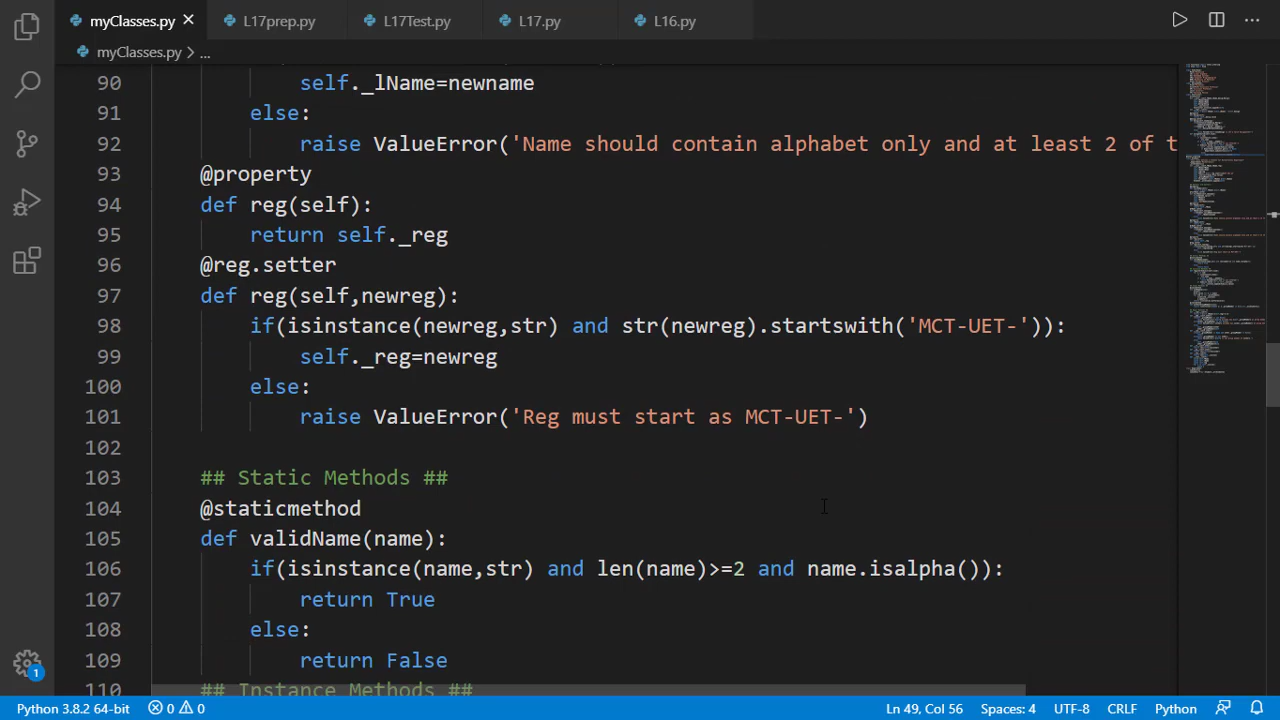 myClasses.py
L17prep.py
L17Test.py
L17.py
L16.py
myClasses.py > ...
90 self._lName=newname
91 else:
92 raise ValueError('Name should contain alphabet only and at least 2 of t
93 @property
94 def reg(self):
95 return self._reg
96 @reg.setter
97 def reg(self,newreg):
98 if(isinstance(newreg,str) and str(newreg).startswith('MCT-UET-')):
99 self._reg=newreg
100 else:
101 raise ValueError('Reg must start as MCT-UET-')
102
103 ## Static Methods ##
104 @staticmethod
105 def validName(name):
106 if(isinstance(name,str) and len(name)>=2 and name.isalpha()):
107 return True
108 else:
109 return False
110 ## Instance Methods ##
1
Python 3.8.2 64-bit 0 0 Ln 49, Col 56 Spaces: 4 UTF-8 CRLF Python